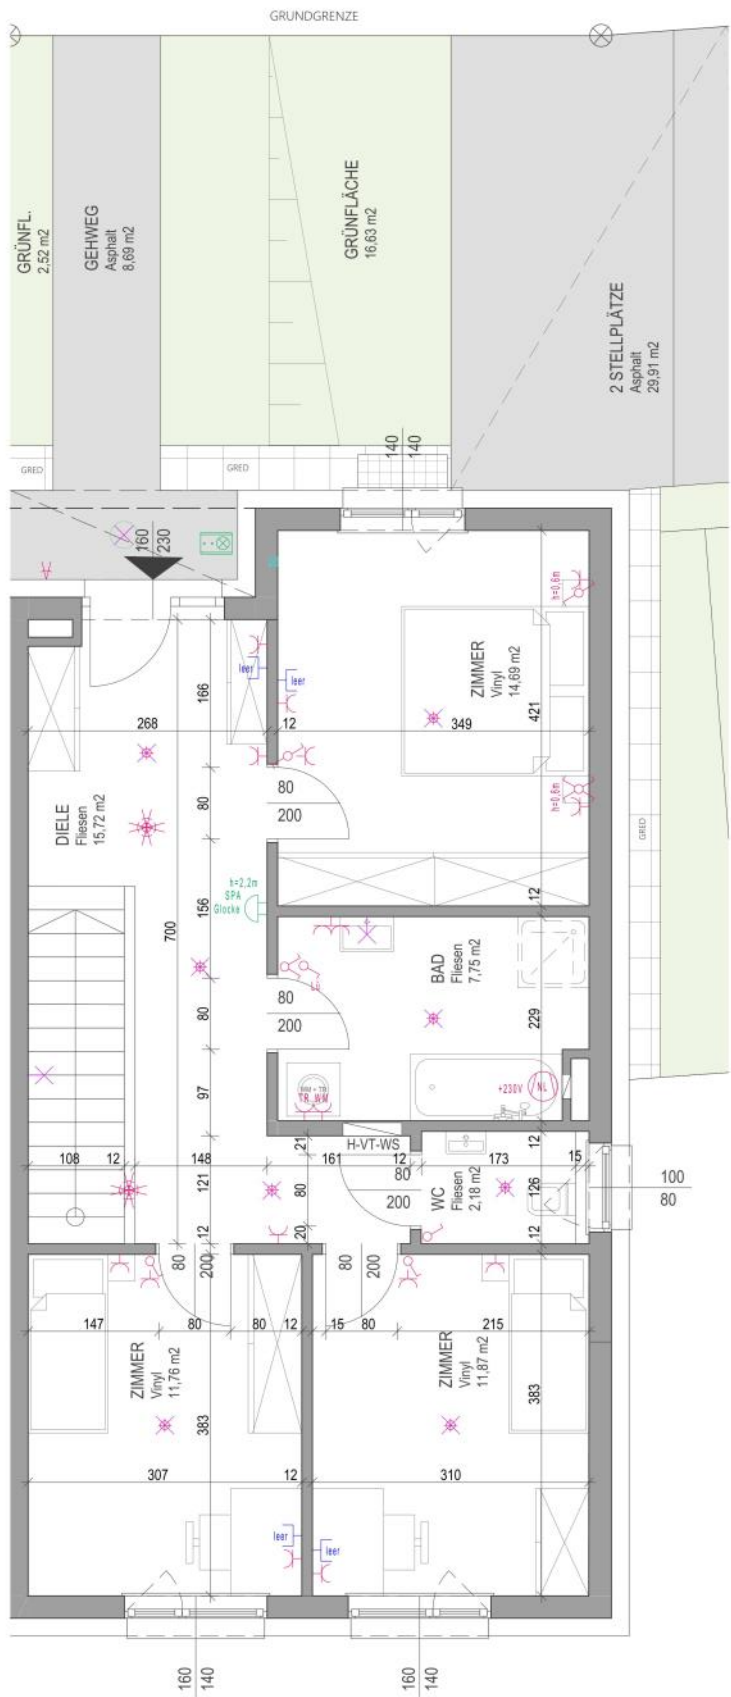 GRUNDGRENZE
GRÜNFL.
2,52 m2
GEHWEG
Asphalt
8,69 m2
GRÜNFLÄCHE
16,63 m2
2 STELLPLÄTZE
Asphalt
29,91 m2
GRED
GRED
140
140
160
230
h=0,6m
ZIMMER
Vinyl
14,69 m2
leer
leer
166
421
268
12
349
80
80
200
h=0,6m
DIELE
Fliesen
15,72 m2
GRED
h=2,2m
SPA
Glocke
156
12
700
BAD
Fliesen
7,75 m2
80
80
200
229
97
TR WM
+230V
NL
H-VT-WS
21
12
108
12
148
161
12
173
15
121
80
80
200
WC
Fliesen
2,18 m2
126
100
80
12
20
12
80
200
80
200
147
80
80
12
15
80
215
ZIMMER
Vinyl
11,76 m2
ZIMMER
Vinyl
11,87 m2
383
383
307
12
310
leer
leer
160
140
160
140